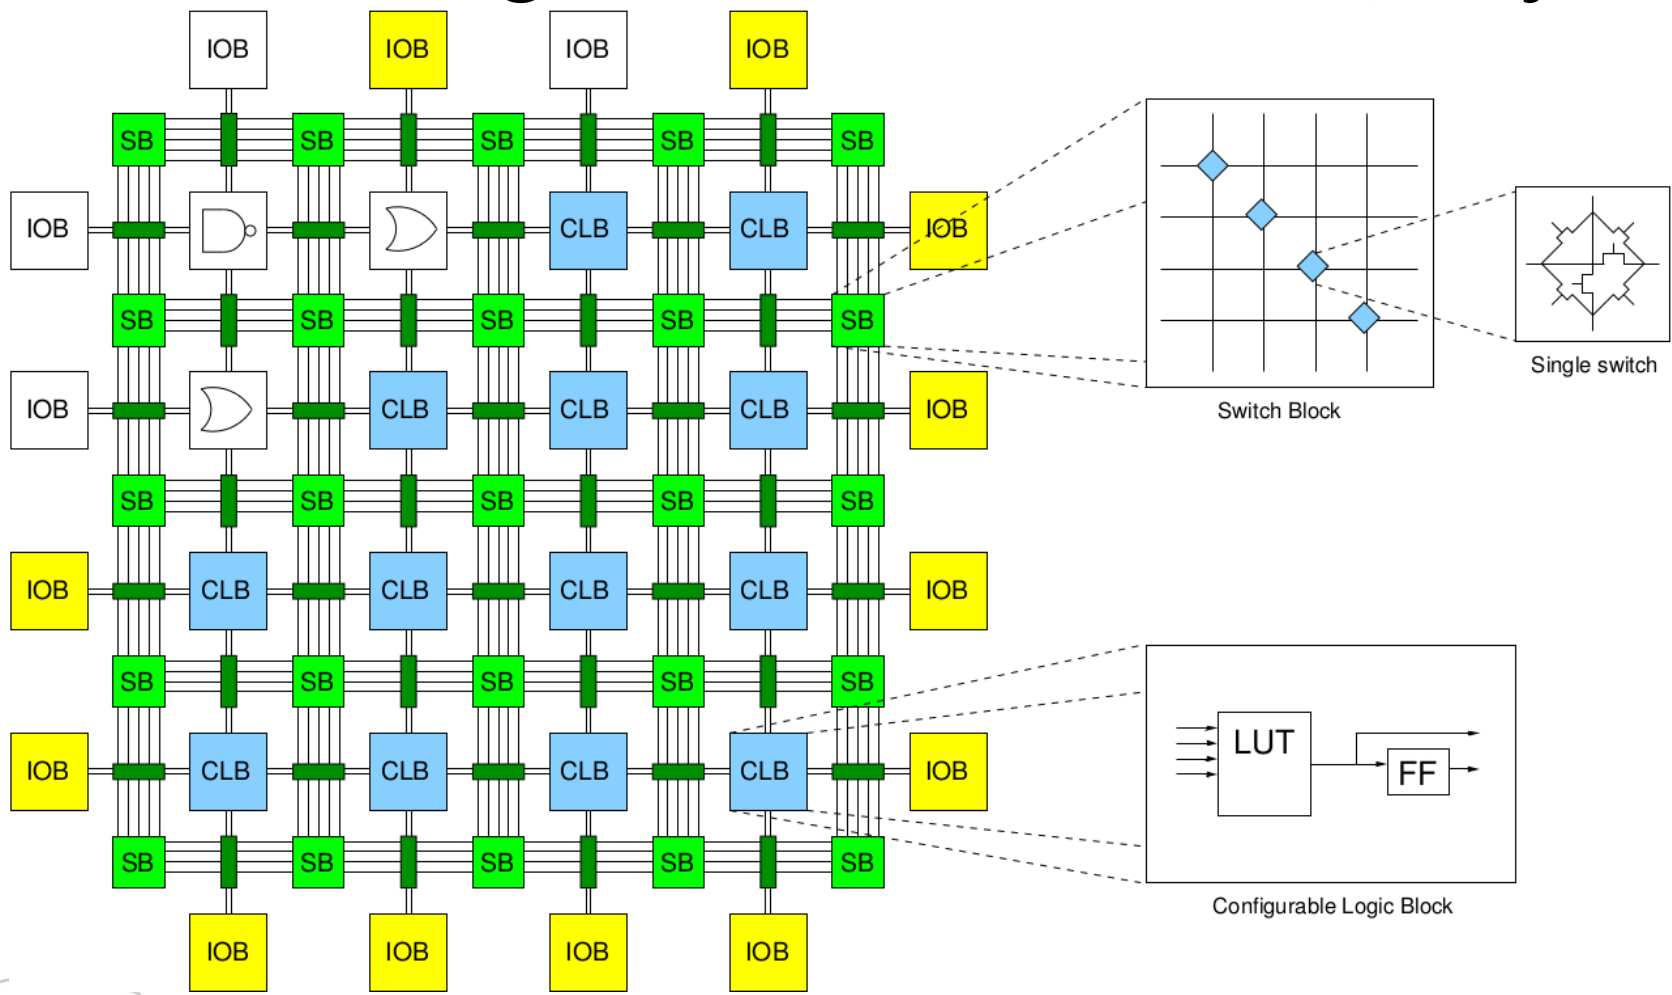 IOB IOB IOB IOB
SB SB SB SB SB
IOB CLB CLB IOB
SB SB SB SB SB
IOB CLB CLB CLB IOB
SB SB SB SB SB
IOB CLB CLB CLB CLB IOB
SB SB SB SB SB
IOB CLB CLB CLB CLB IOB
SB SB SB SB SB
IOB IOB IOB IOB
Single switch
Switch Block
LUT
FF
Configurable Logic Block